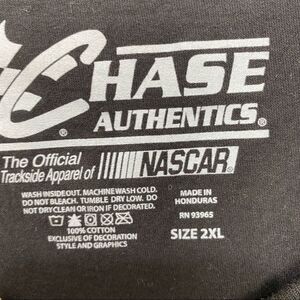 CHASE
AUTHENTICS®
The Official
Trackside Apparel of NASCAR®
WASH INSIDE OUT. MACHINE WASH COLD.
DO NOT BLEACH. TUMBLE DRY LOW. DO
NOT DRY CLEAN OR IRON IF DECORATED.
100% COTTON
EXCLUSIVE OF DECORATION
STYLE AND GRAPHICS
MADE IN
HONDURAS
RN 93965
SIZE 2XL